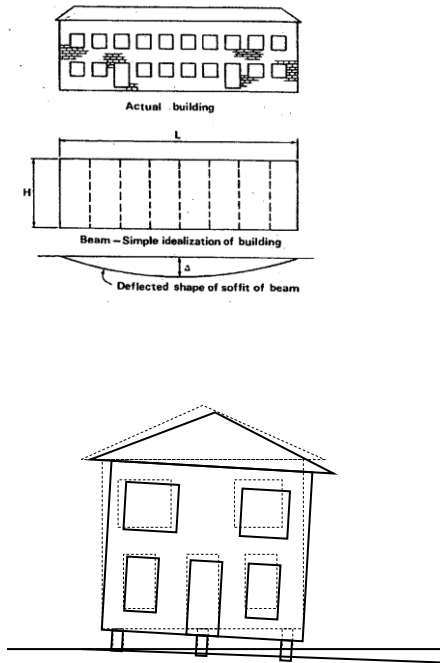 Actual building
L
H
Beam – Simple idealization of building
Δ
Deflected shape of soffit of beam